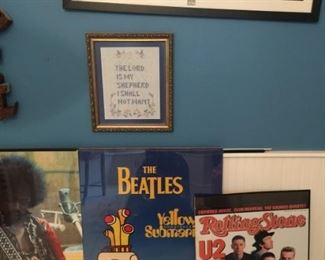 THE LORD
IS MY
SHEPHERD
I SHALL
NOT WANT
THE
BEATLES
Yellow
Submarine
Rolling Stone
U2